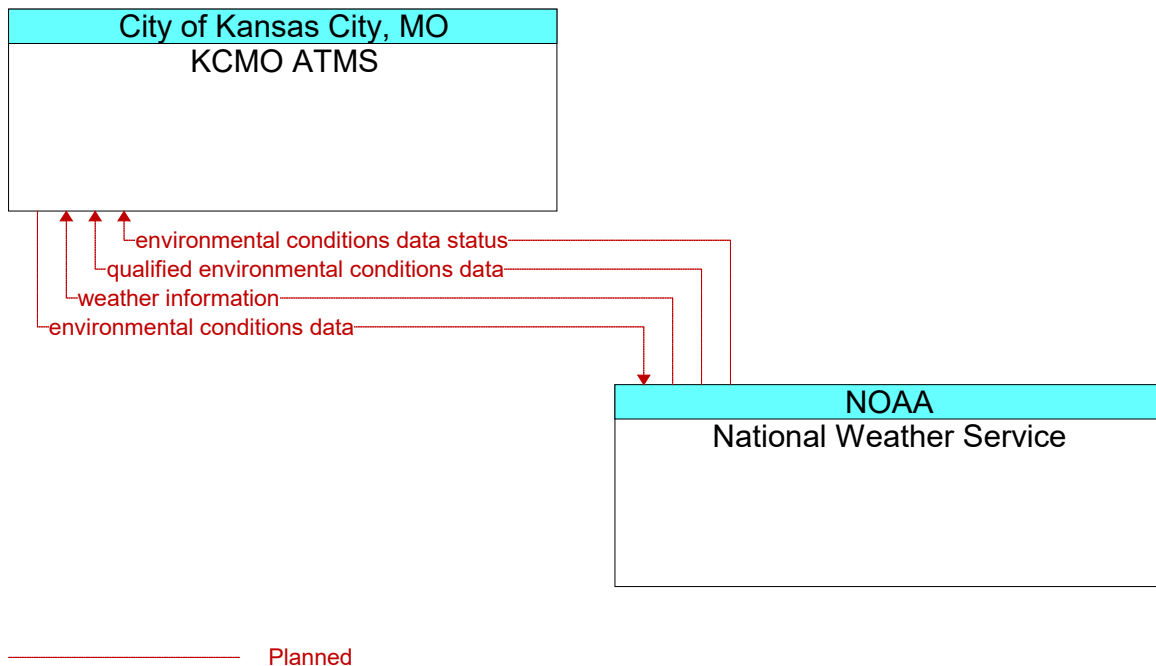 City of Kansas City, MO
KCMO ATMS
environmental conditions data status
qualified environmental conditions data
weather information
environmental conditions data
NOAA
National Weather Service
Planned